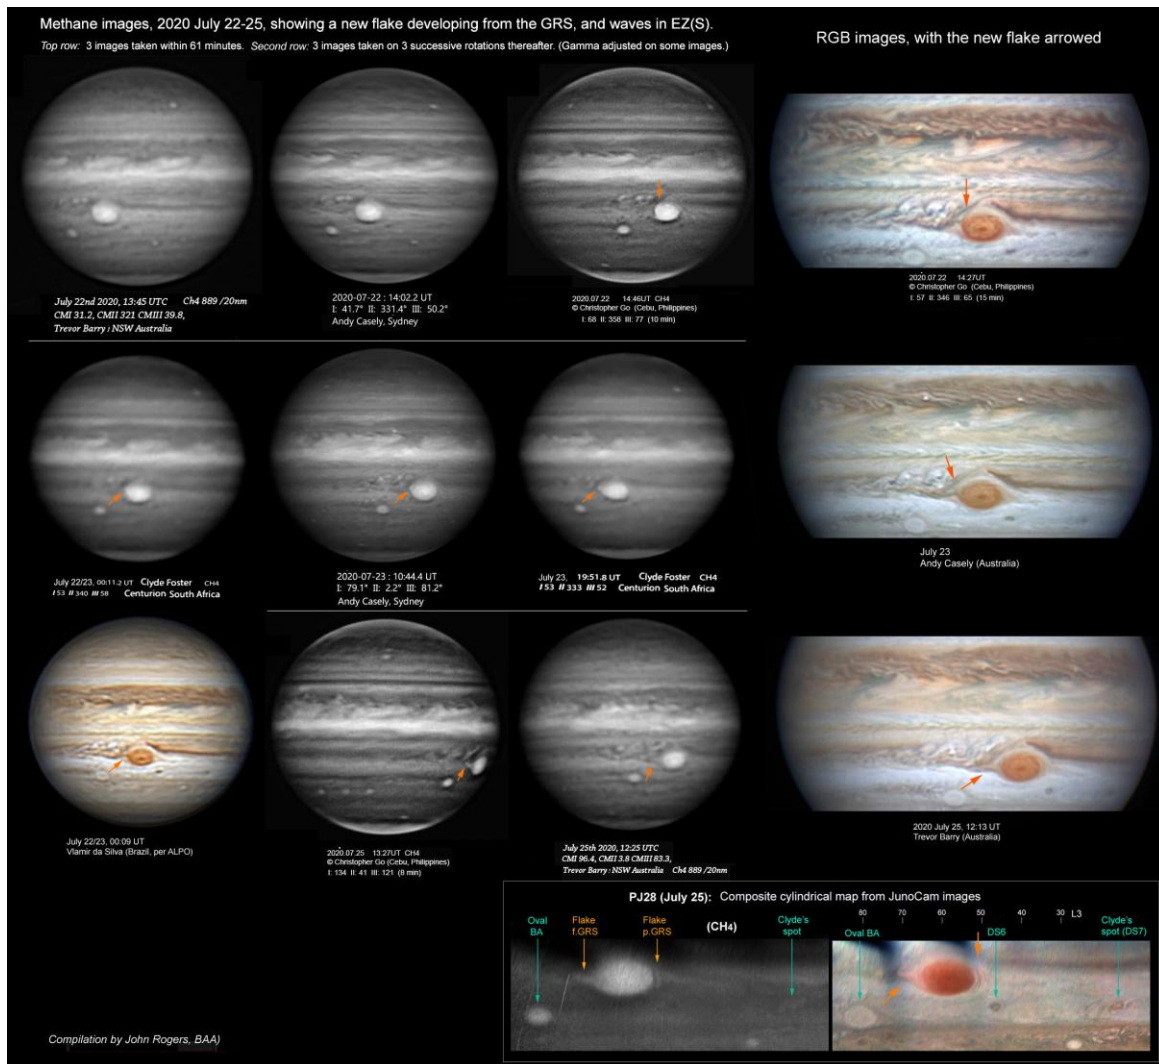 Methane images, 2020 July 22-25, showing a new flake developing from the GRS, and waves in EZ(S).
Top row: 3 images taken within 61 minutes. Second row: 3 images taken on 3 successive rotations thereafter. (Gamma adjusted on some images.)
RGB images, with the new flake arrowed
July 22nd 2020, 13:45 UTC Ch4 889 /20nm
CMI 31.2, CMII 321 CMIII 39.8,
Trevor Barry : NSW Australia
2020-07-22 : 14:02.2 UT
I: 41.7° II: 331.4° III: 50.2°
Andy Casely, Sydney
2020.07.22 14:46UT CH4
© Christopher Go (Cebu, Philippines)
I: 68 II: 358 III: 77 (10 min)
2020.07.22 14:27UT
© Christopher Go (Cebu, Philippines)
I: 57 II: 346 III: 65 (15 min)
July 22/23, 00:11.2 UT Clyde Foster CH4
I 53 II 340 III 58 Centurion South Africa
2020-07-23 : 10:44.4 UT
I: 79.1° II: 2.2° III: 81.2°
Andy Casely, Sydney
July 23, 19:51.8 UT Clyde Foster CH4
I 53 II 333 III 52 Centurion South Africa
July 23
Andy Casely (Australia)
July 22/23, 00:09 UT
Vlamir da Silva (Brazil, per ALPO)
2020.07.25 13:27UT CH4
© Christopher Go (Cebu, Philippines)
I: 134 II: 41 III: 121 (8 min)
July 25th 2020, 12:25 UTC
CMI 96.4, CMII 3.8 CMIII 83.3,
Trevor Barry : NSW Australia Ch4 889 /20nm
2020 July 25, 12:13 UT
Trevor Barry (Australia)
PJ28 (July 25): Composite cylindrical map from JunoCam images
Oval BA
Flake f.GRS
Flake p.GRS
(CH4)
Clyde's spot
80 70 60 50 40 30 L3
Oval BA
DS6
Clyde's spot (DS7)
Compilation by John Rogers, BAA)